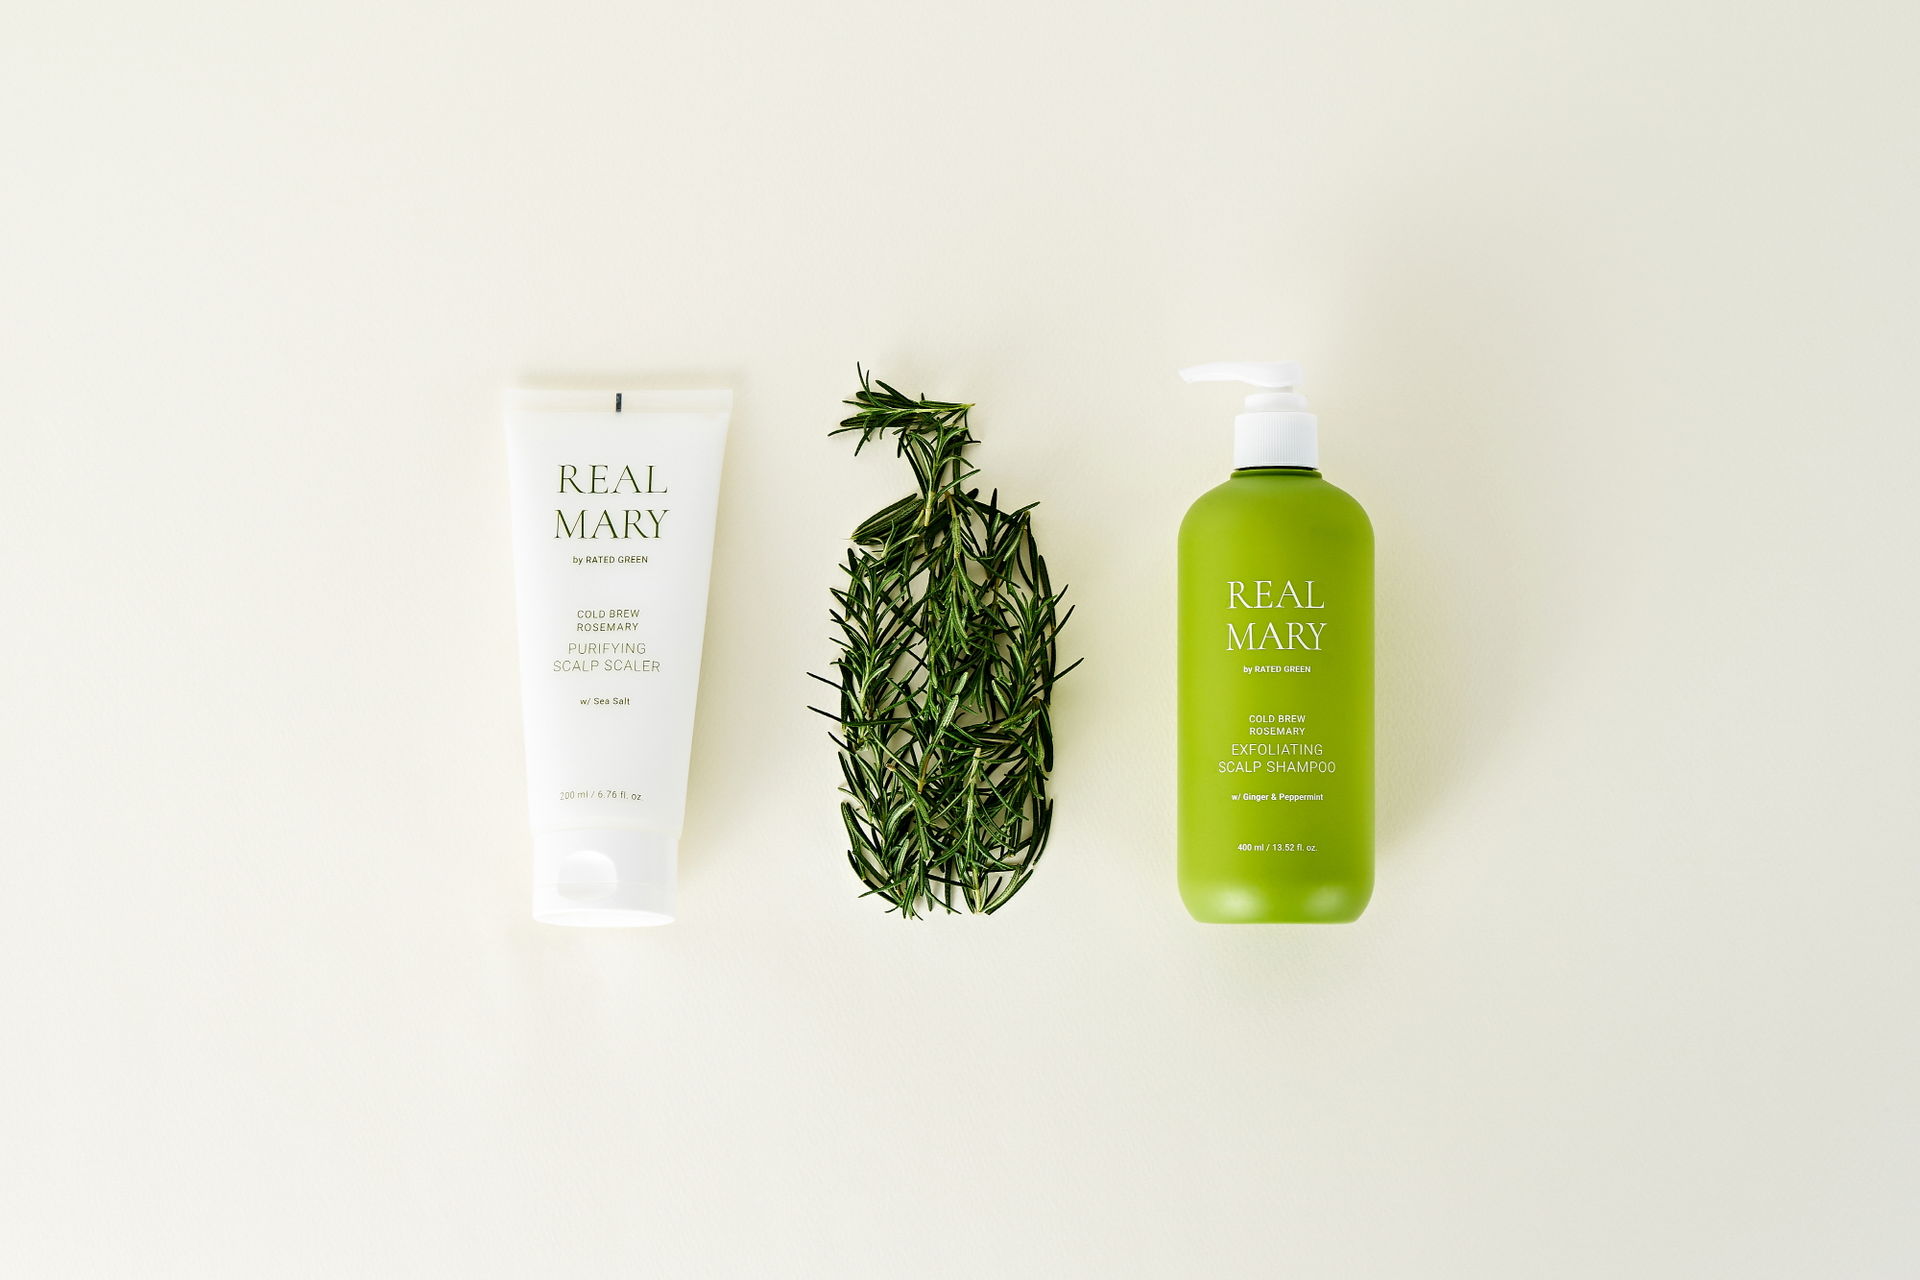 REAL
MARY
by RATED GREEN
COLD BREW
ROSEMARY
PURIFYING
SCALP SCALER
w/ Sea Salt
200 ml / 6.76 fl. oz.
REAL
MARY
by RATED GREEN
COLD BREW
ROSEMARY
EXFOLIATING
SCALP SHAMPOO
w/ Ginger & Peppermint
400 ml / 13.52 fl. oz.